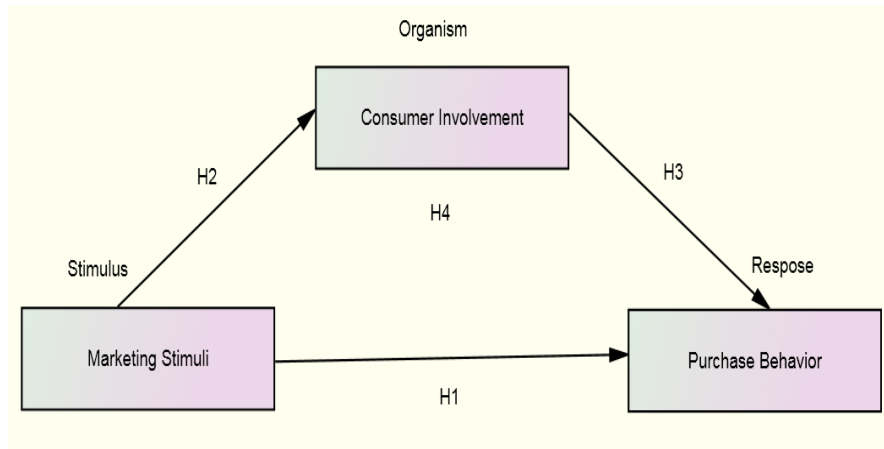 Organism
Consumer Involvement
H2
H3
H4
Stimulus
Respose
Marketing Stimuli
Purchase Behavior
H1